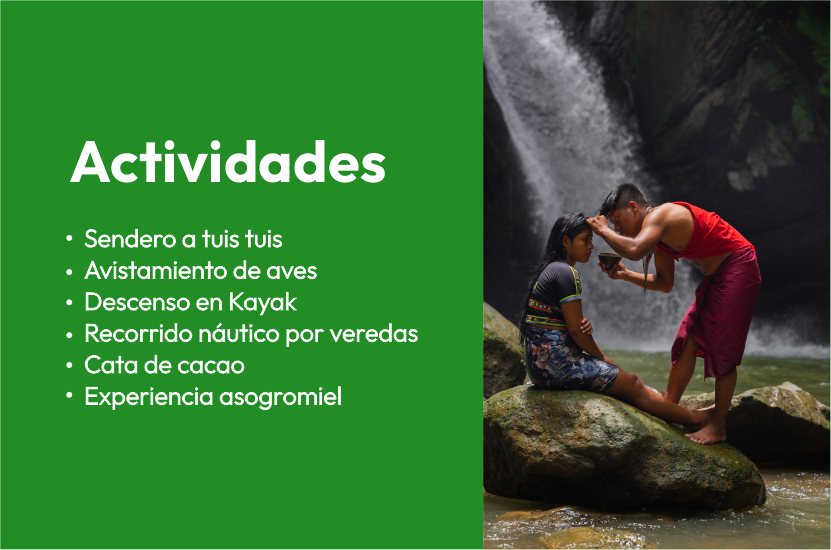 Actividades
• Sendero a tuis tuis
• Avistamiento de aves
• Descenso en Kayak
• Recorrido náutico por veredas
• Cata de cacao
• Experiencia asogromiel